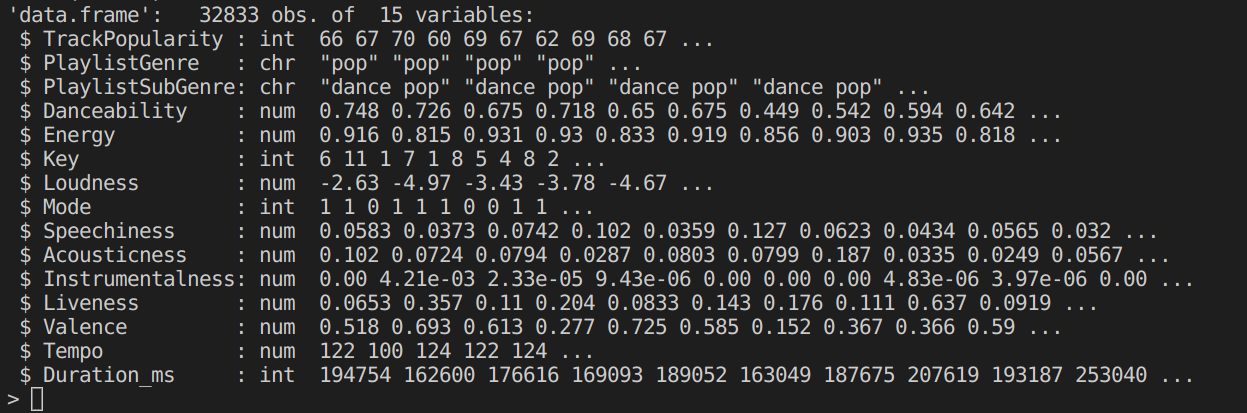 'data.frame':   32833 obs. of  15 variables:
 $ TrackPopularity : int  66 67 70 60 69 67 62 69 68 67 ...
 $ PlaylistGenre   : chr  "pop" "pop" "pop" "pop" ...
 $ PlaylistSubGenre: chr  "dance pop" "dance pop" "dance pop" "dance pop" ...
 $ Danceability    : num  0.748 0.726 0.675 0.718 0.65 0.675 0.449 0.542 0.594 0.642 ...
 $ Energy          : num  0.916 0.815 0.931 0.93 0.833 0.919 0.856 0.903 0.935 0.818 ...
 $ Key             : int  6 11 1 7 1 8 5 4 8 2 ...
 $ Loudness        : num  -2.63 -4.97 -3.43 -3.78 -4.67 ...
 $ Mode            : int  1 1 0 1 1 1 0 0 1 1 ...
 $ Speechiness     : num  0.0583 0.0373 0.0742 0.102 0.0359 0.127 0.0623 0.0434 0.0565 0.032 ...
 $ Acousticness    : num  0.102 0.0724 0.0794 0.0287 0.0803 0.0799 0.187 0.0335 0.0249 0.0567 ...
 $ Instrumentalness: num  0.00 4.21e-03 2.33e-05 9.43e-06 0.00 0.00 0.00 4.83e-06 3.97e-06 0.00 ...
 $ Liveness        : num  0.0653 0.357 0.11 0.204 0.0833 0.143 0.176 0.111 0.637 0.0919 ...
 $ Valence         : num  0.518 0.693 0.613 0.277 0.725 0.585 0.152 0.367 0.366 0.59 ...
 $ Tempo           : num  122 100 124 122 124 ...
 $ Duration_ms     : int  194754 162600 176616 169093 189052 163049 187675 207619 193187 253040 ...
>